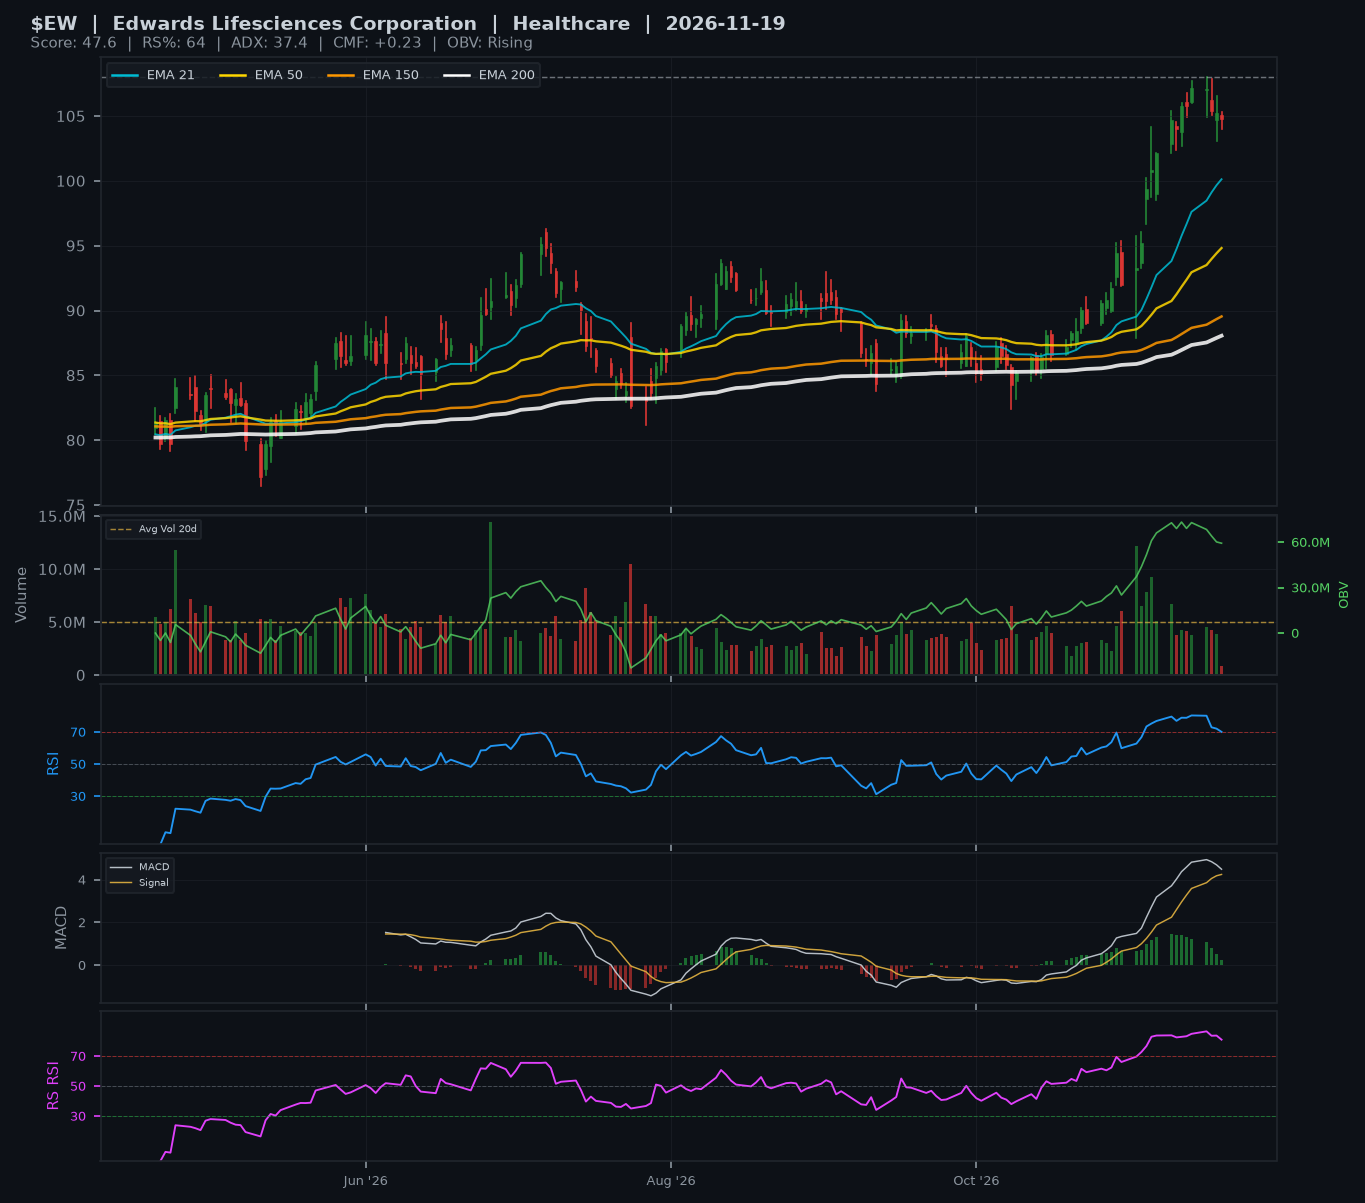 $EW | Edwards Lifesciences Corporation | Healthcare | 2026-11-19
Score: 47.6 | RS%: 64 | ADX: 37.4 | CMF: +0.23 | OBV: Rising
EMA 21 EMA 50 EMA 150 EMA 200
105
100
95
90
85
80
75
15.0M
10.0M
5.0M
0
Volume
Avg Vol 20d
60.0M
30.0M
0
OBV
70
50
30
RSI
MACD
Signal
4
2
0
MACD
70
50
30
RS RSI
Jun '26 Aug '26 Oct '26